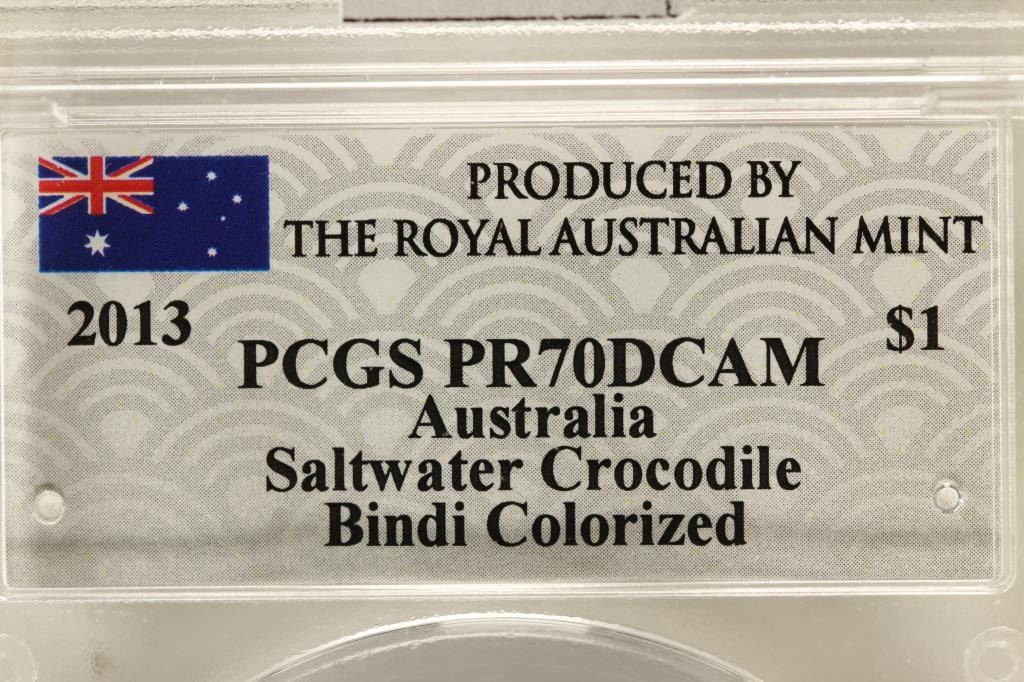 PRODUCED BY
THE ROYAL AUSTRALIAN MINT
2013
$1
PCGS PR70DCAM
Australia
Saltwater Crocodile
Bindi Colorized